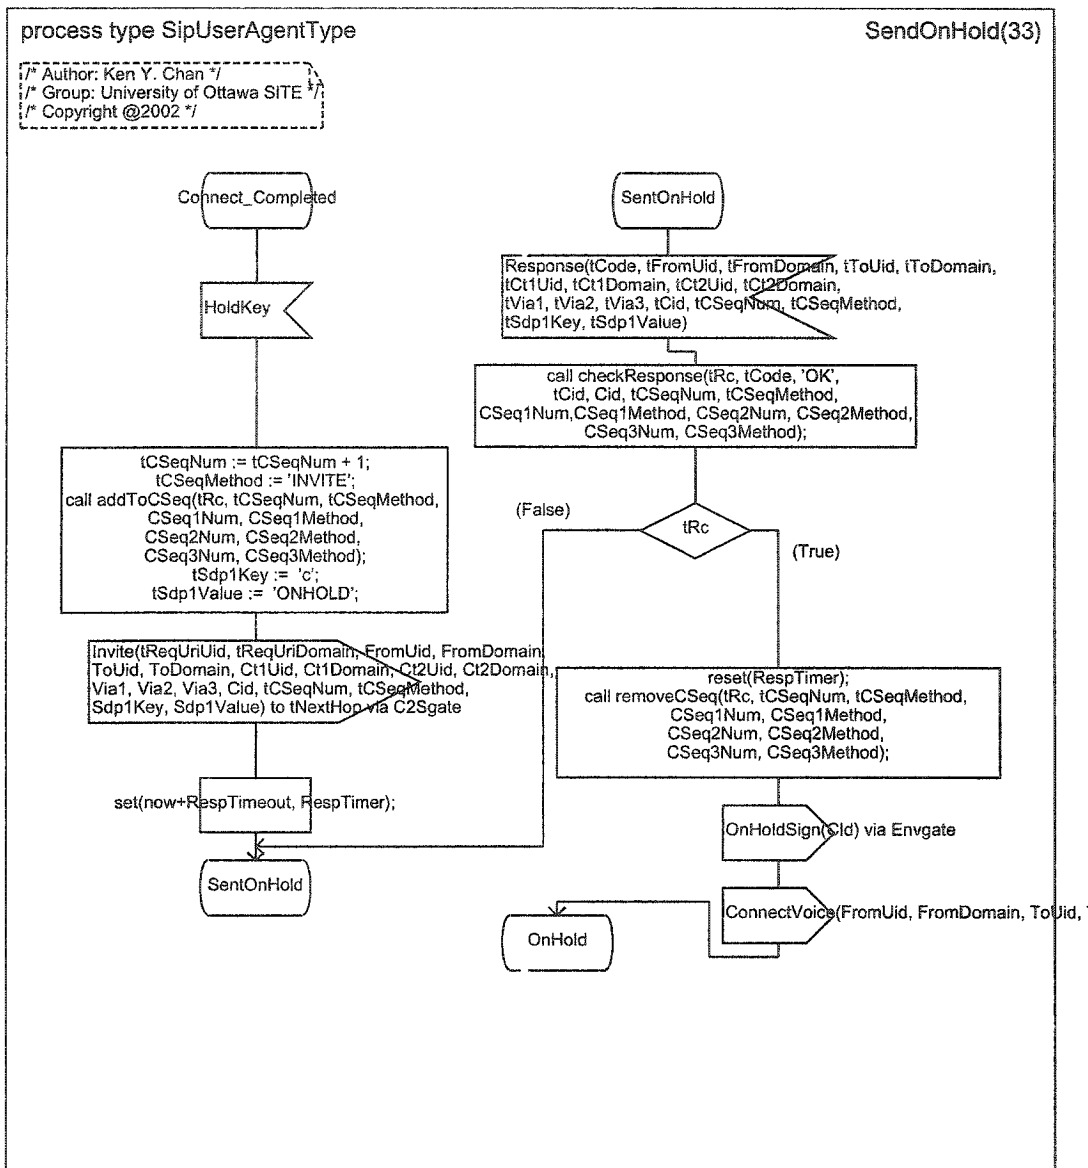 process type SipUserAgentType
SendOnHold(33)
/* Author: Ken Y. Chan */
/* Group: University of Ottawa SITE */
/* Copyright @2002 */
Connect_Completed
HoldKey
tCSeqNum := tCSeqNum + 1;
tCSeqMethod := 'INVITE';
call addToCSeq(tRc, tCSeqNum, tCSeqMethod,
CSeq1Num, CSeq1Method,
CSeq2Num, CSeq2Method,
CSeq3Num, CSeq3Method);
tSdp1Key := 'c';
tSdp1Value := 'ONHOLD';
Invite(tReqUriUid, tReqUriDomain, FromUid, FromDomain,
ToUid, ToDomain, Ct1Uid, Ct1Domain, Ct2Uid, Ct2Domain,
Via1, Via2, Via3, Cid, tCSeqNum, tCSeqMethod,
Sdp1Key, Sdp1Value) to tNextHop via C2Sgate
set(now+RespTimeout, RespTimer);
SentOnHold
SentOnHold
Response(tCode, tFromUid, tFromDomain, tToUid, tToDomain,
tCt1Uid, tCt1Domain, tCt2Uid, tCt2Domain,
tVia1, tVia2, tVia3, tCid, tCSeqNum, tCSeqMethod,
tSdp1Key, tSdp1Value)
call checkResponse(tRc, tCode, 'OK',
tCid, Cid, tCSeqNum, tCSeqMethod,
CSeq1Num,CSeq1Method, CSeq2Num, CSeq2Method,
CSeq3Num, CSeq3Method);
tRc
(False)
(True)
reset(RespTimer);
call removeCSeq(tRc, tCSeqNum, tCSeqMethod,
CSeq1Num, CSeq1Method,
CSeq2Num, CSeq2Method,
CSeq3Num, CSeq3Method);
OnHoldSign(CId) via Envgate
ConnectVoice(FromUid, FromDomain, ToUid,
OnHold